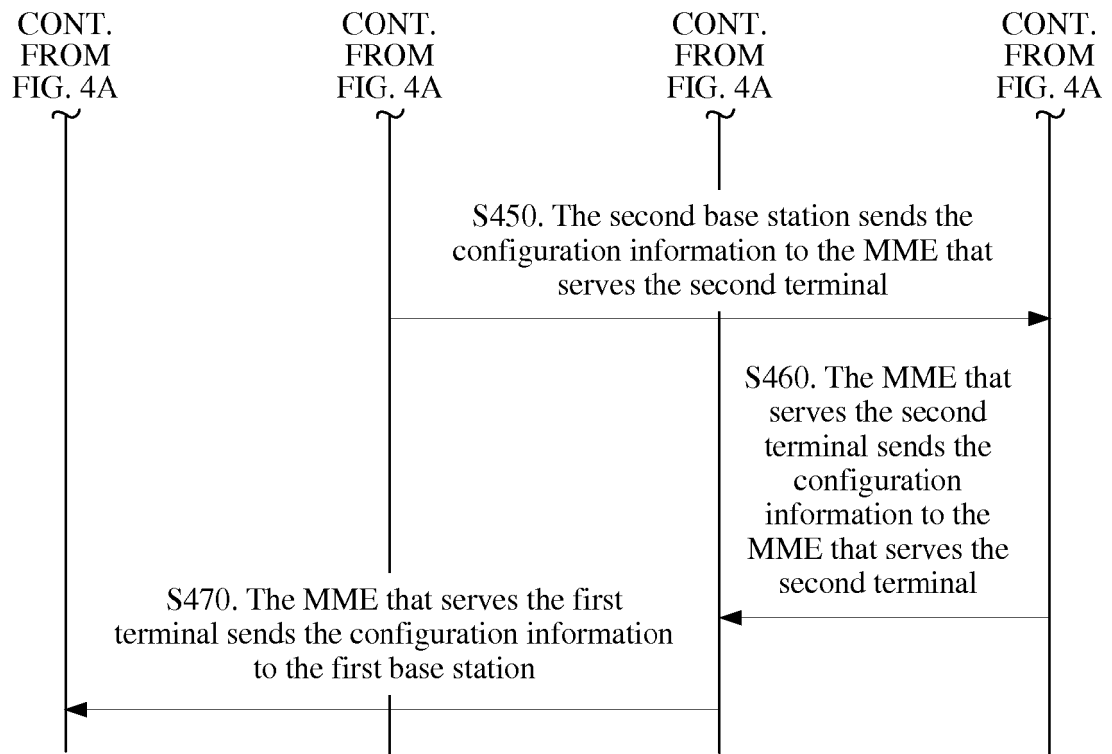 CONT.
FROM
FIG. 4A
CONT.
FROM
FIG. 4A
CONT.
FROM
FIG. 4A
CONT.
FROM
FIG. 4A
S450. The second base station sends the
configuration information to the MME that
serves the second terminal
S460. The MME that
serves the second
terminal sends the
configuration
information to the
MME that serves the
second terminal
S470. The MME that serves the first
terminal sends the configuration information
to the first base station